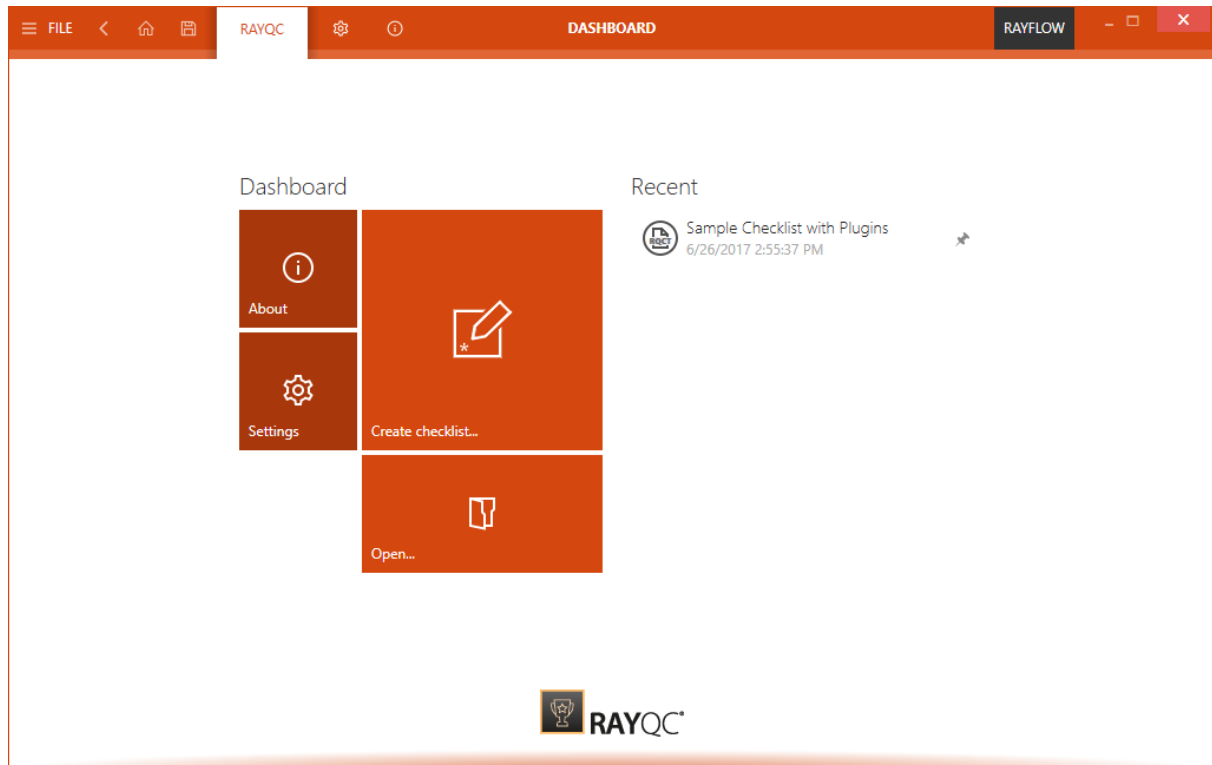 FILE
RAYQC
DASHBOARD
RAYFLOW
Dashboard
Recent
About
Settings
Create checklist...
Open...
RQCT
Sample Checklist with Plugins
6/26/2017 2:55:37 PM
RAYQC®